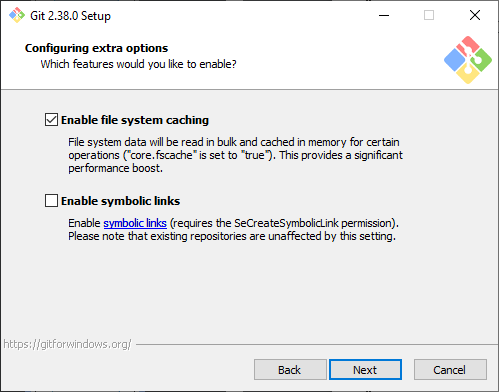 Git 2.38.0 Setup
Configuring extra options
Which features would you like to enable?
Enable file system caching
File system data will be read in bulk and cached in memory for certain
operations ("core.fscache" is set to "true"). This provides a significant
performance boost.
Enable symbolic links
Enable symbolic links (requires the SeCreateSymbolicLink permission).
Please note that existing repositories are unaffected by this setting.
https://gitforwindows.org/
Back
Next
Cancel